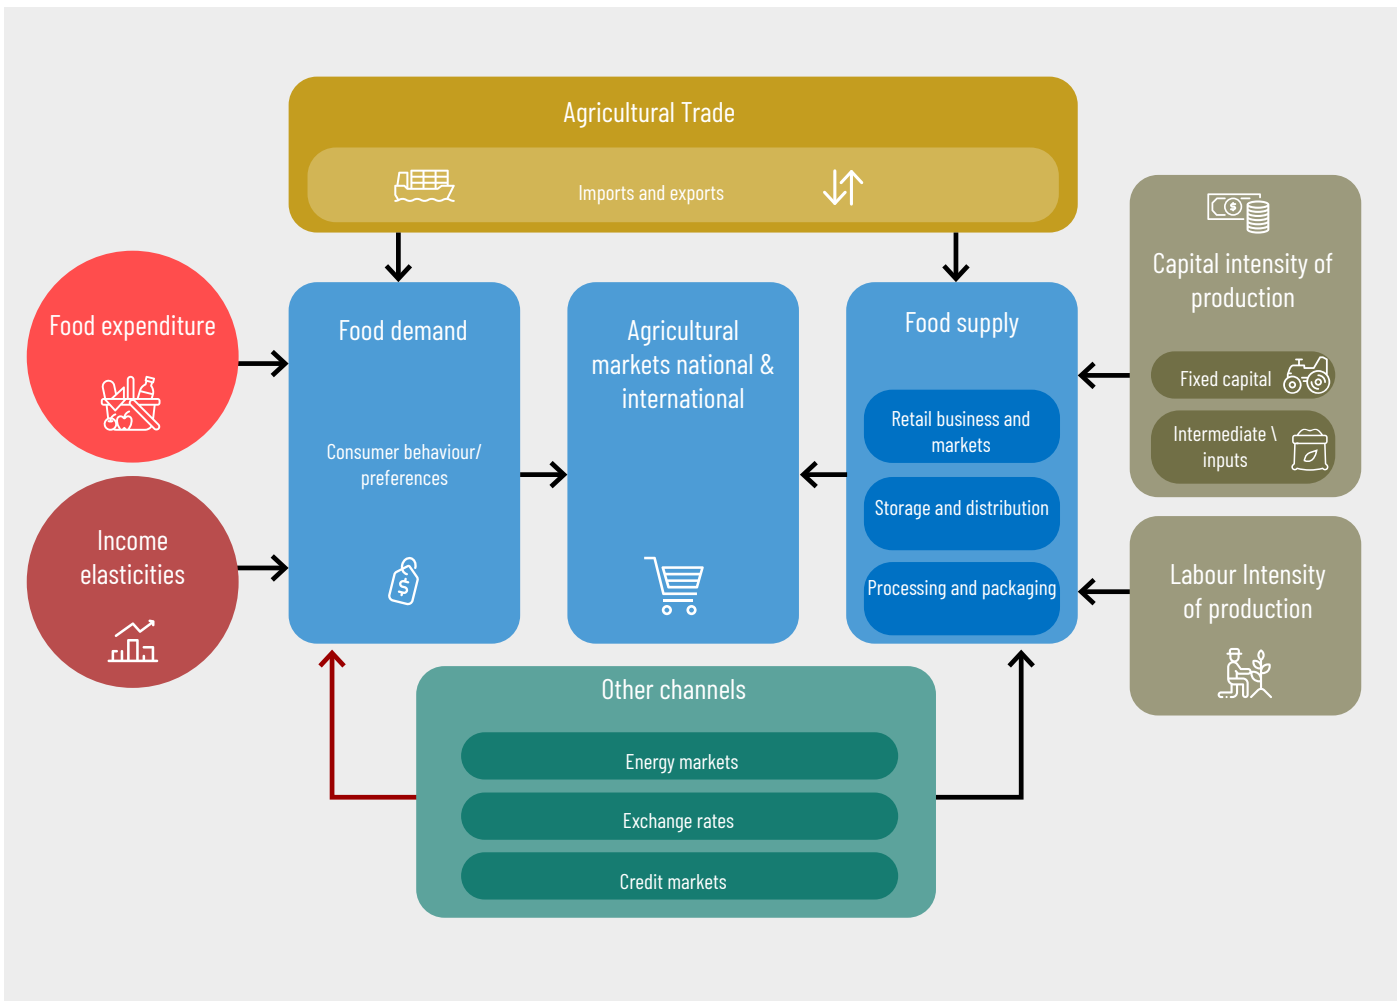 Agricultural Trade
Imports and exports
Food expenditure
Income
elasticities
Food demand
Consumer behaviour/
preferences
Agricultural
markets national &
international
Food supply
Retail business and
markets
Storage and distribution
Processing and packaging
Capital intensity of
production
Fixed capital
Intermediate \
inputs
Labour Intensity
of production
Other channels
Energy markets
Exchange rates
Credit markets